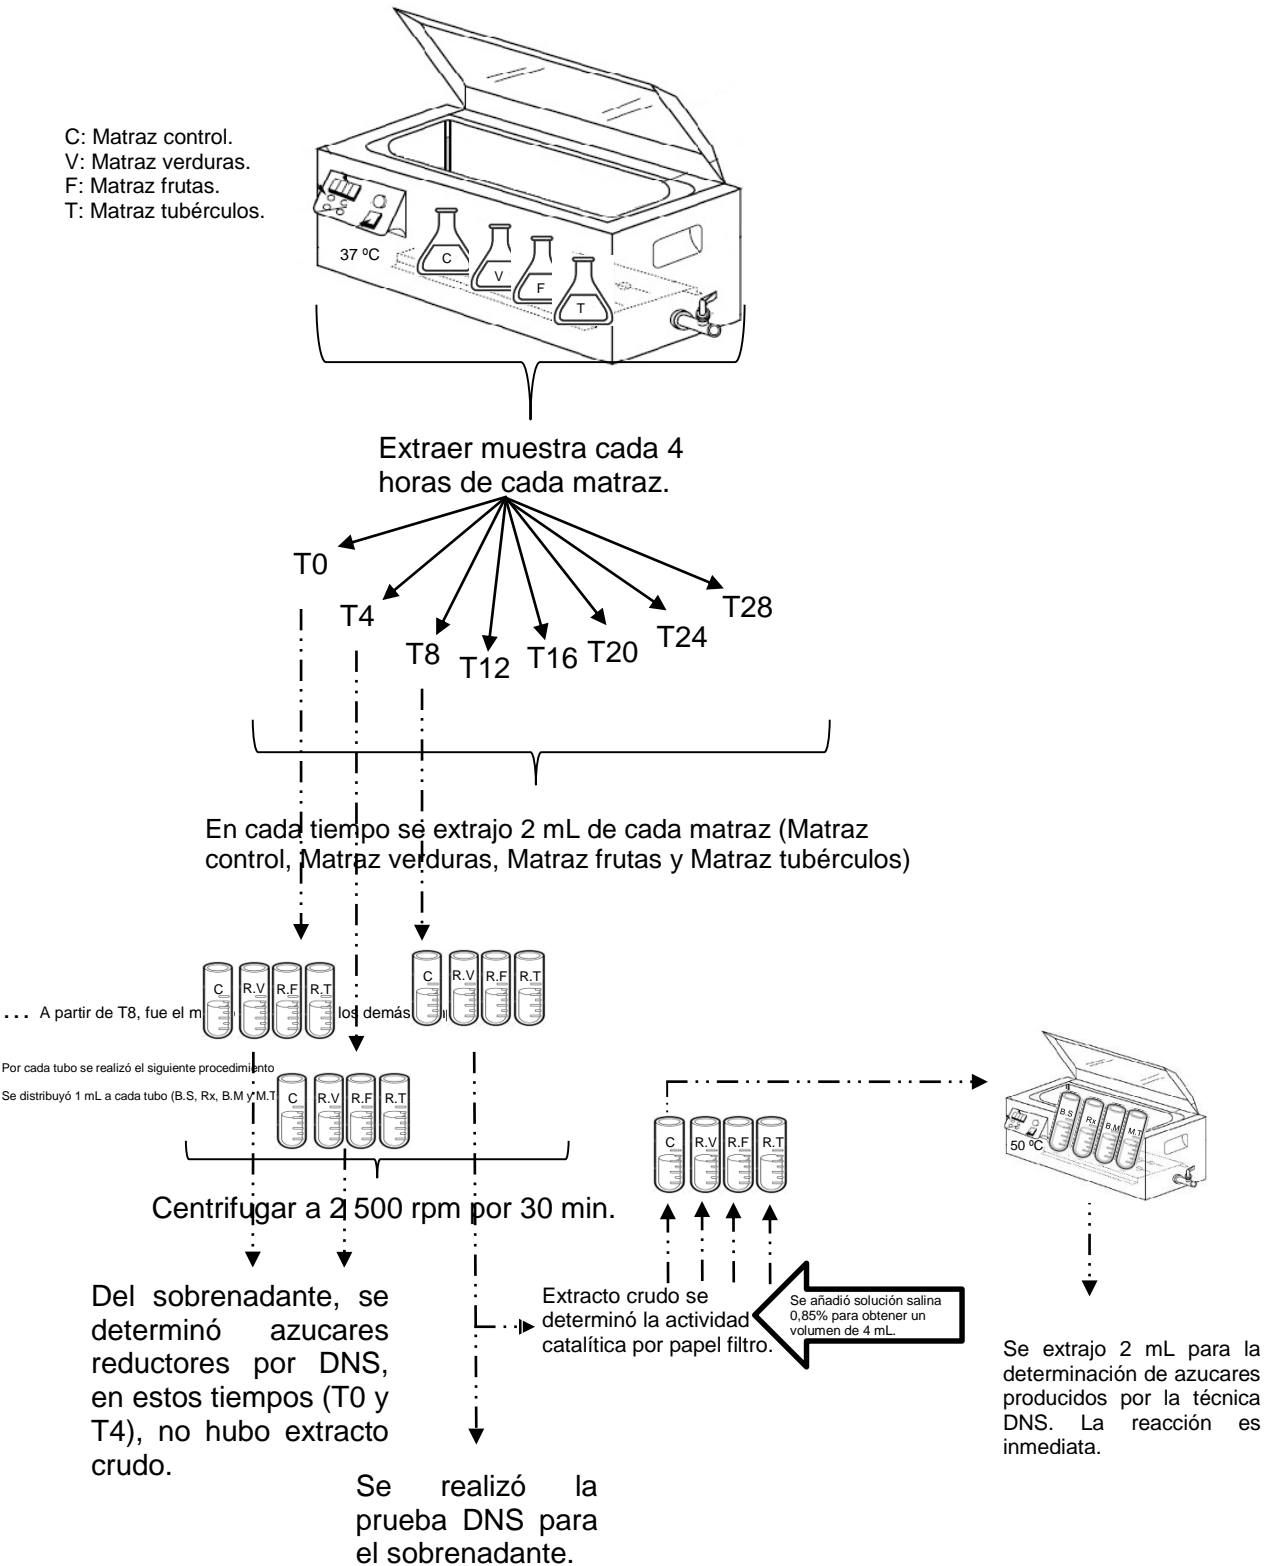 C: Matraz control.
V: Matraz verduras.
F: Matraz frutas.
T: Matraz tubérculos.
37 ºC
C
V
F
T
Extraer muestra cada 4
horas de cada matraz.
T0
T4
T8
T12
T16
T20
T24
T28
En cada tiempo se extrajo 2 mL de cada matraz (Matraz
control, Matraz verduras, Matraz frutas y Matraz tubérculos)
C R.V R.F R.T
C R.V R.F R.T
... A partir de T8, fue el los demás
Por cada tubo se realizó el siguiente procedimiento
Se distribuyó 1 mL a cada tubo (B.S, Rx, B.M y M.T
C R.V R.F R.T
C R.V R.F R.T
B.S Rx B.M M.T
50 ºC
Centrifugar a 2 500 rpm por 30 min.
Del sobrenadante, se
determinó azucares
reductores por DNS,
en estos tiempos (T0 y
T4), no hubo extracto
crudo.
Extracto crudo se
determinó la actividad
catalítica por papel filtro.
Se añadió solución salina
0,85% para obtener un
volumen de 4 mL.
Se extrajo 2 mL para la
determinación de azucares
producidos por la técnica
DNS. La reacción es
inmediata.
Se realizó la
prueba DNS para
el sobrenadante.